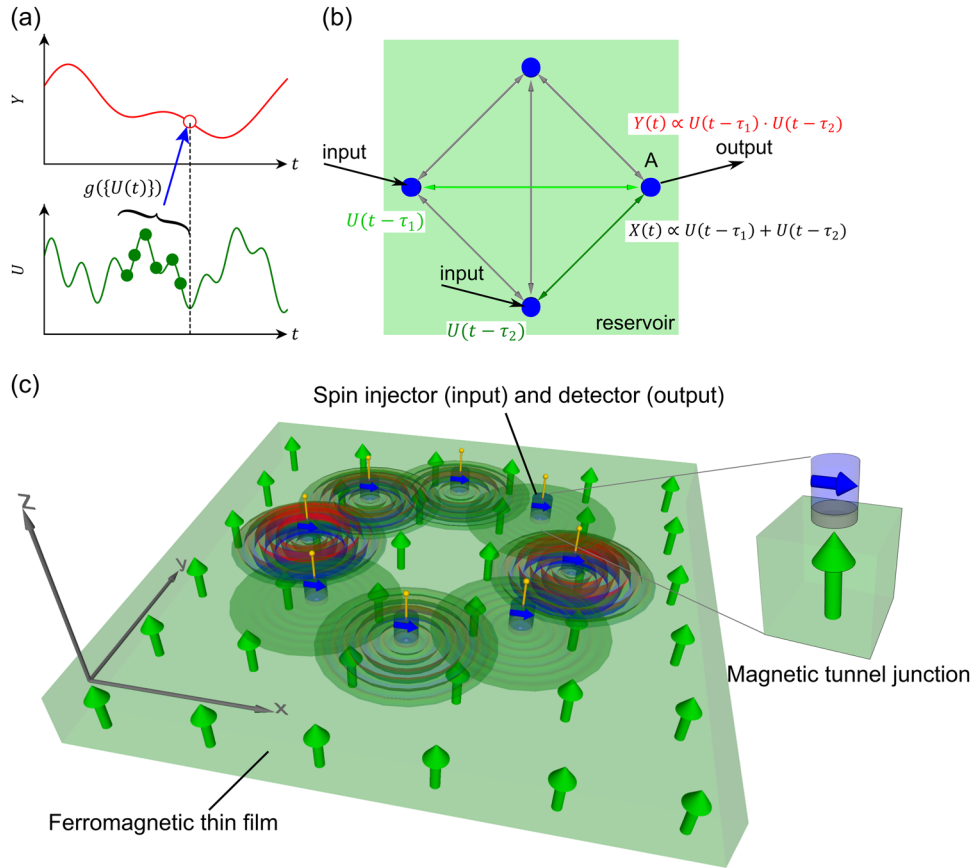 (a)
Y
t
g({U(t)})
U
t
(b)
Y(t) ∝ U(t − τ₁) · U(t − τ₂)
output
input
A
U(t − τ₁)
X(t) ∝ U(t − τ₁) + U(t − τ₂)
input
U(t − τ₂)
reservoir
(c)
Spin injector (input) and detector (output)
Z
y
x
Magnetic tunnel junction
Ferromagnetic thin film